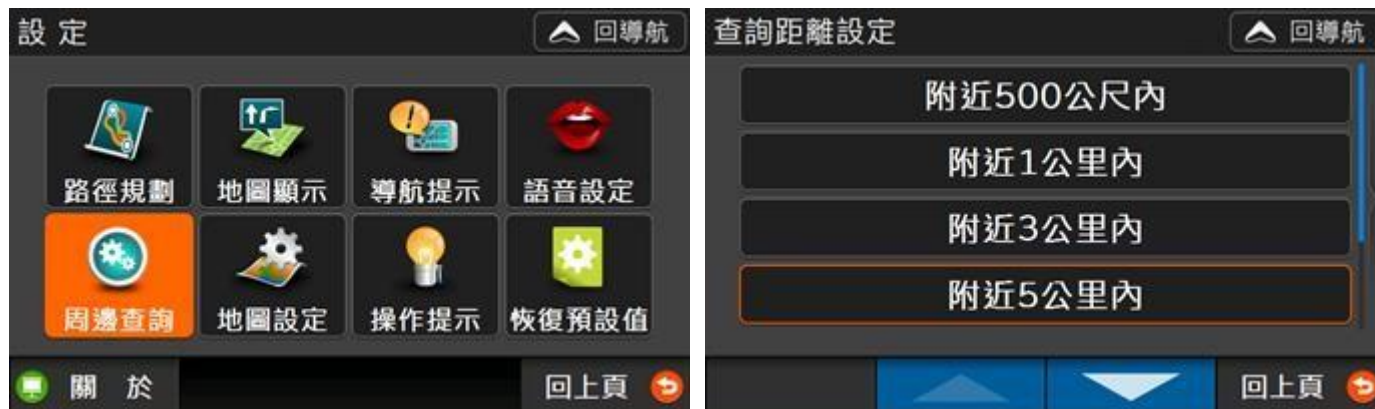 設 定
回導航
路徑規劃
地圖顯示
導航提示
語音設定
周邊查詢
地圖設定
操作提示
恢復預設值
關 於
回上頁
查詢距離設定
回導航
附近500公尺內
附近1公里內
附近3公里內
附近5公里內
回上頁